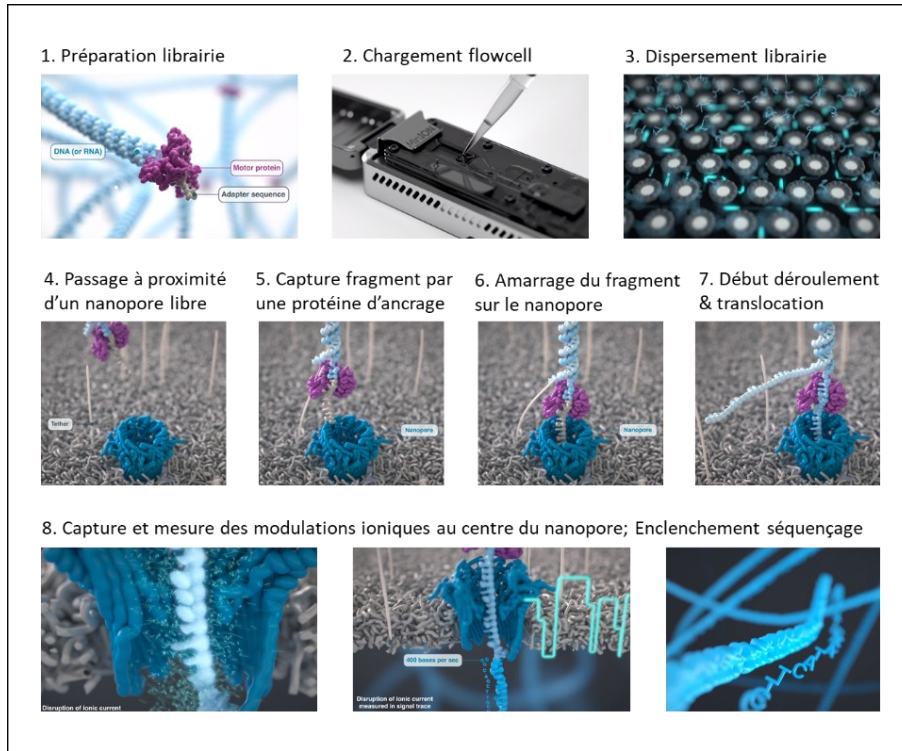 1. Préparation librairie
2. Chargement flowcell
3. Dispersement librairie
DNA (or RNA)
Motor protein
Adapter sequence
MinION
4. Passage à proximité
d’un nanopore libre
5. Capture fragment par
une protéine d’ancrage
6. Amarrage du fragment
sur le nanopore
7. Début déroulement
& translocation
Tether
Nanopore
Nanopore
8. Capture et mesure des modulations ioniques au centre du nanopore; Enclenchement séquençage
Disruption of ionic current
400 bases per sec
Disruption of ionic current
measured in signal trace